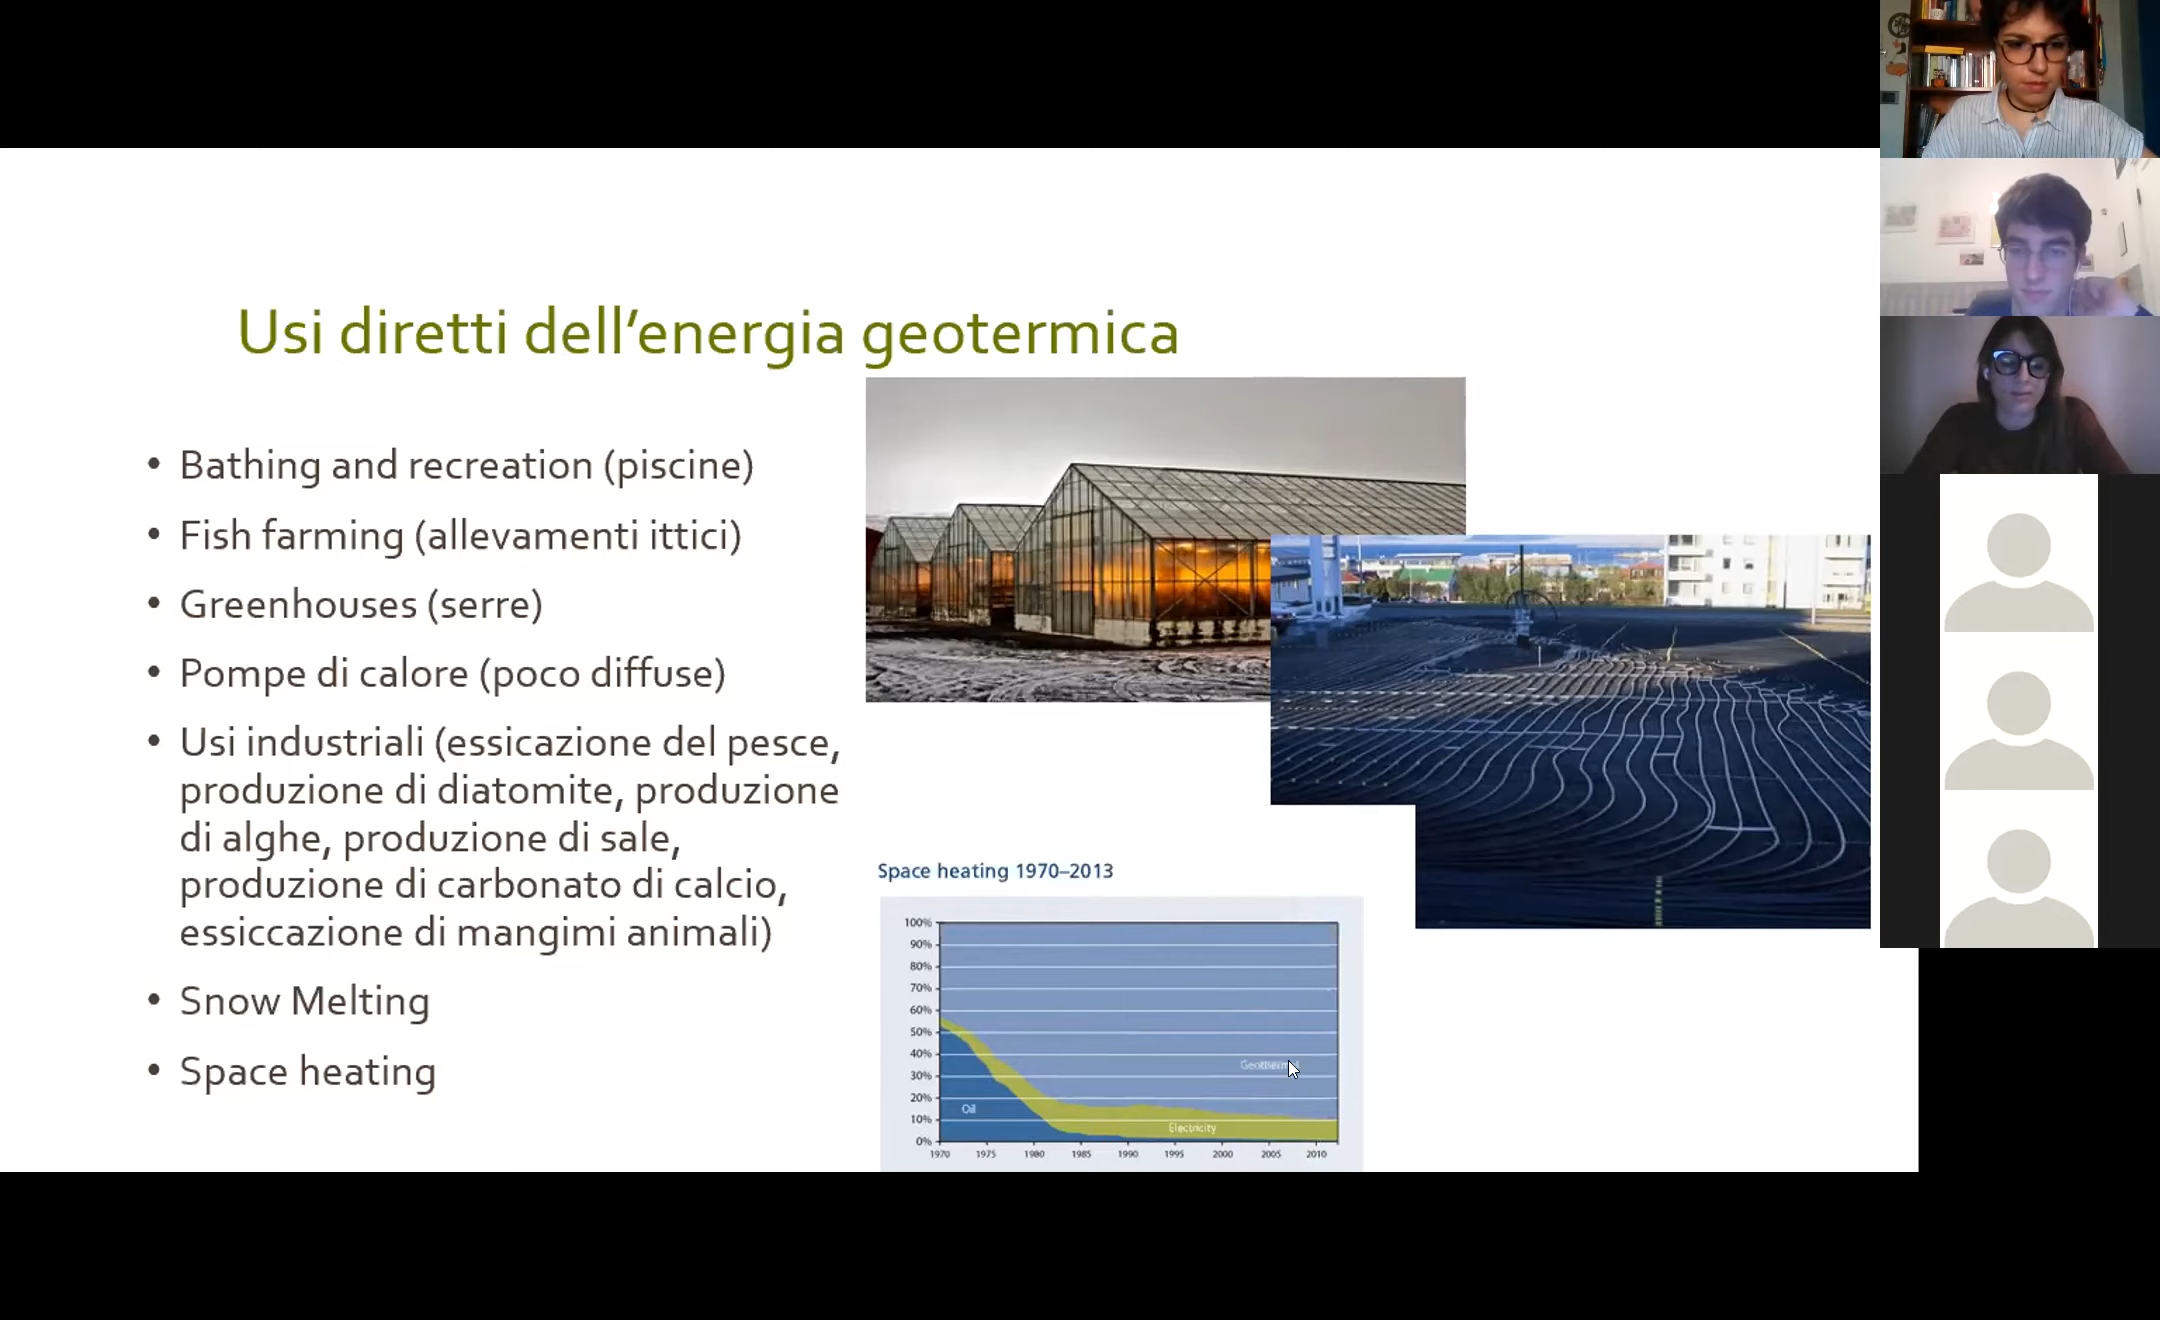 Usi diretti dell’energia geotermica
• Bathing and recreation (piscine)
• Fish farming (allevamenti ittici)
• Greenhouses (serre)
• Pompe di calore (poco diffuse)
• Usi industriali (essicazione del pesce,
produzione di diatomite, produzione
di alghe, produzione di sale,
produzione di carbonato di calcio,
essiccazione di mangimi animali)
• Snow Melting
• Space heating
Space heating 1970–2013
100%
90%
80%
70%
60%
50%
40%
30%
20%
10%
0%
Oil
Electricity
1970 1975 1980 1985 1990 1995 2000 2005 2010